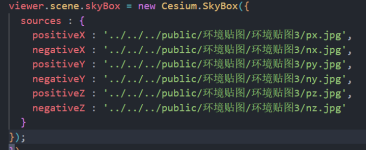 viewer.scene.skyBox = new Cesium.SkyBox({
sources : {
positiveX : '../../../public/环境贴图/环境贴图3/px.jpg',
negativeX : '../../../public/环境贴图/环境贴图3/nx.jpg',
positiveY : '../../../public/环境贴图/环境贴图3/py.jpg',
negativeY : '../../../public/环境贴图/环境贴图3/ny.jpg',
positiveZ : '../../../public/环境贴图/环境贴图3/pz.jpg',
negativeZ : '../../../public/环境贴图/环境贴图3/nz.jpg'
}
});